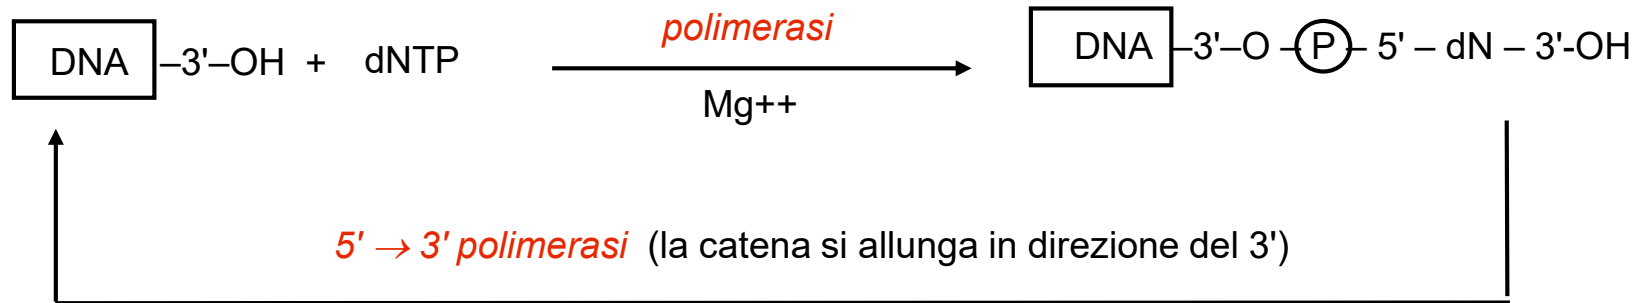 DNA –3'–OH + dNTP polimerasi Mg++ DNA –3'–O – P – 5' – dN – 3'-OH
5' → 3' polimerasi (la catena si allunga in direzione del 3')